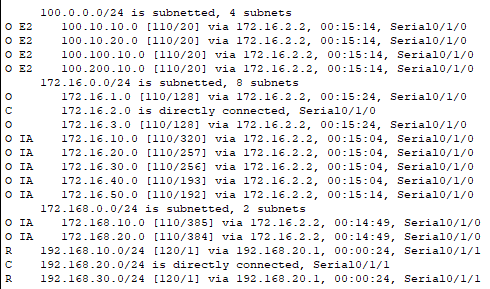 100.0.0.0/24 is subnetted, 4 subnets
O E2 100.10.10.0 [110/20] via 172.16.2.2, 00:15:14, Serial0/1/0
O E2 100.10.20.0 [110/20] via 172.16.2.2, 00:15:14, Serial0/1/0
O E2 100.100.10.0 [110/20] via 172.16.2.2, 00:15:14, Serial0/1/0
O E2 100.200.10.0 [110/20] via 172.16.2.2, 00:15:14, Serial0/1/0
172.16.0.0/24 is subnetted, 8 subnets
O 172.16.1.0 [110/128] via 172.16.2.2, 00:15:24, Serial0/1/0
C 172.16.2.0 is directly connected, Serial0/1/0
O 172.16.3.0 [110/128] via 172.16.2.2, 00:15:24, Serial0/1/0
O IA 172.16.10.0 [110/320] via 172.16.2.2, 00:15:04, Serial0/1/0
O IA 172.16.20.0 [110/257] via 172.16.2.2, 00:15:04, Serial0/1/0
O IA 172.16.30.0 [110/256] via 172.16.2.2, 00:15:04, Serial0/1/0
O IA 172.16.40.0 [110/193] via 172.16.2.2, 00:15:04, Serial0/1/0
O IA 172.16.50.0 [110/192] via 172.16.2.2, 00:15:04, Serial0/1/0
172.168.0.0/24 is subnetted, 2 subnets
O IA 172.168.10.0 [110/385] via 172.16.2.2, 00:14:49, Serial0/1/0
O IA 172.168.20.0 [110/384] via 172.16.2.2, 00:14:49, Serial0/1/0
R 192.168.10.0/24 [120/1] via 192.168.20.1, 00:00:24, Serial0/1/1
C 192.168.20.0/24 is directly connected, Serial0/1/1
R 192.168.30.0/24 [120/1] via 192.168.20.1, 00:00:24, Serial0/1/1